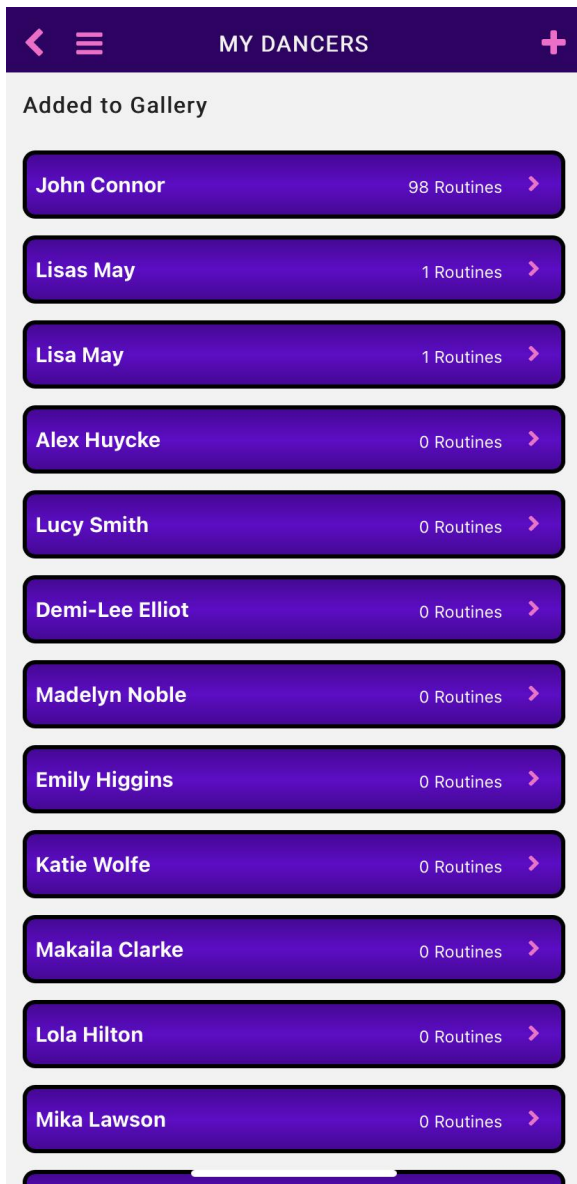 MY DANCERS
Added to Gallery
John Connor 98 Routines
Lisas May 1 Routines
Lisa May 1 Routines
Alex Huycke 0 Routines
Lucy Smith 0 Routines
Demi-Lee Elliot 0 Routines
Madelyn Noble 0 Routines
Emily Higgins 0 Routines
Katie Wolfe 0 Routines
Makaila Clarke 0 Routines
Lola Hilton 0 Routines
Mika Lawson 0 Routines